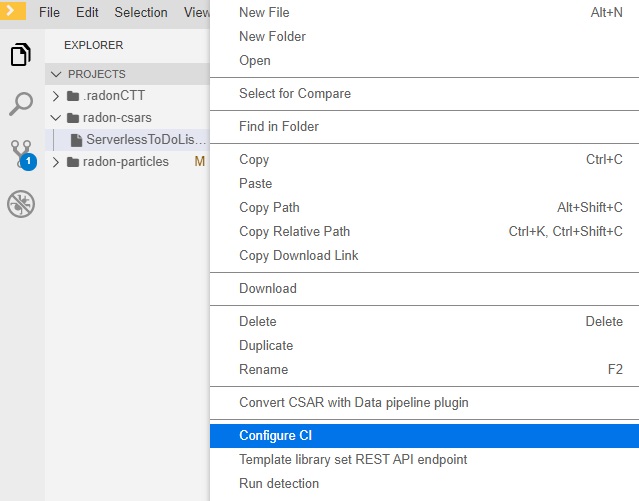 File Edit Selection View
EXPLORER
PROJECTS
.radonCTT
radon-csars
ServerlessToDoLis...
radon-particles M
1
New File Alt+N
New Folder
Open
Select for Compare
Find in Folder
Copy Ctrl+C
Paste
Copy Path Alt+Shift+C
Copy Relative Path Ctrl+K, Ctrl+Shift+C
Copy Download Link
Download
Delete Delete
Duplicate
Rename F2
Convert CSAR with Data pipeline plugin
Configure CI
Template library set REST API endpoint
Run detection